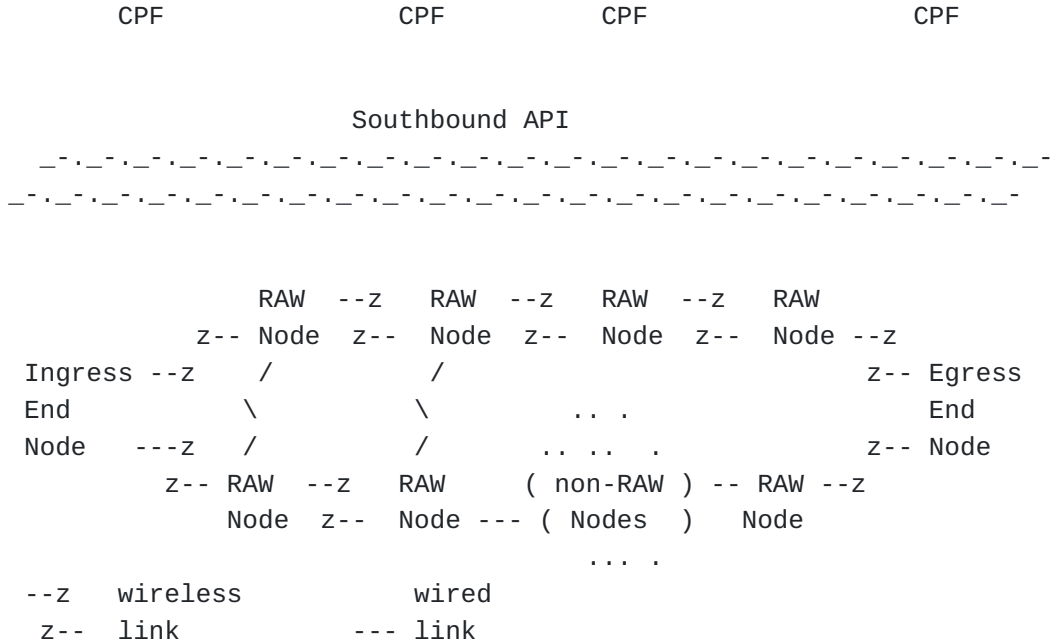 CPF CPF CPF CPF
Southbound API
_-._-._-._-._-._-._-._-._-._-._-._-._-._-._-._-._-._-._-._-._-._-
_-._-._-._-._-._-._-._-._-._-._-._-._-._-._-._-._-._-._-._-._-._-
RAW --z RAW --z RAW --z RAW
z-- Node z-- Node z-- Node z-- Node --z
Ingress --z / / z-- Egress
End \ \ .. . End
Node ---z / / .. .. . z-- Node
z-- RAW --z RAW ( non-RAW ) -- RAW --z
Node z-- Node --- ( Nodes ) Node
... .
--z wireless wired
z-- link --- link